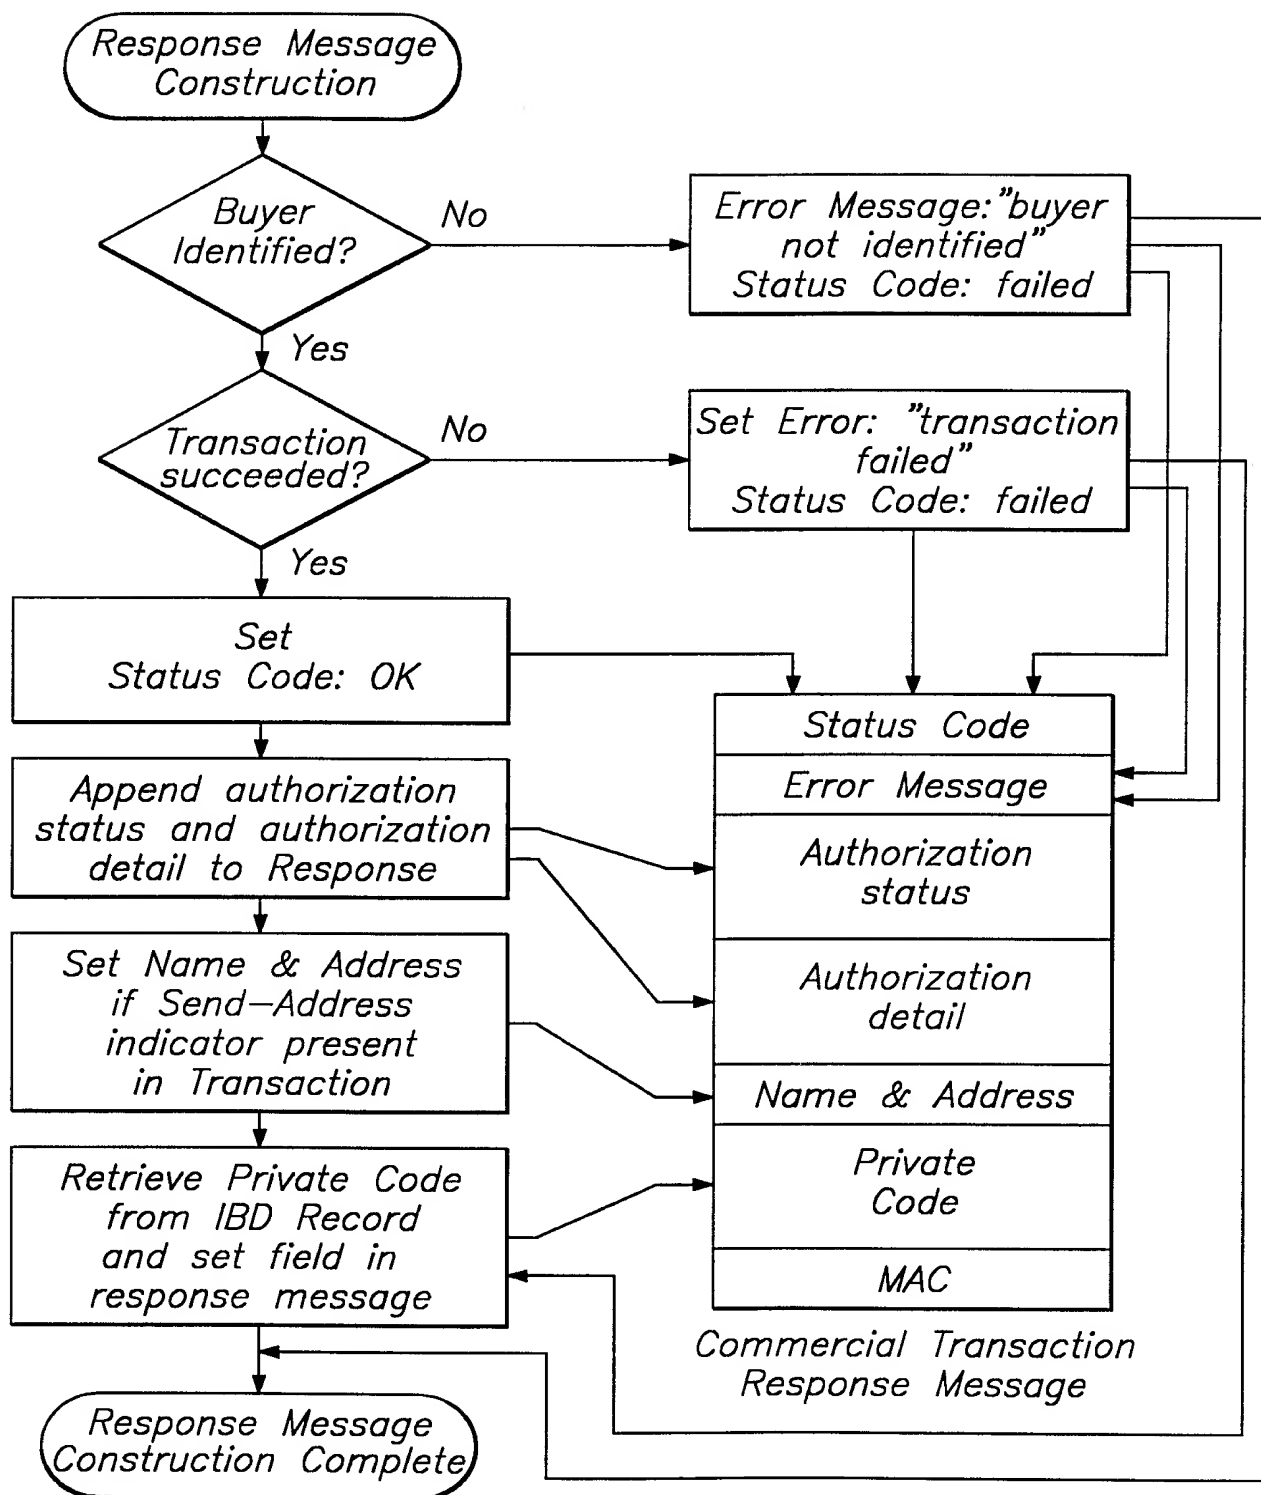 Response Message
Construction
Buyer
Identified?
No
Error Message:"buyer
not identified"
Status Code: failed
Yes
Transaction
succeeded?
No
Set Error: "transaction
failed"
Status Code: failed
Yes
Set
Status Code: OK
Append authorization
status and authorization
detail to Response
Set Name & Address
if Send-Address
indicator present
in Transaction
Retrieve Private Code
from IBD Record
and set field in
response message
Response Message
Construction Complete
Status Code
Error Message
Authorization
status
Authorization
detail
Name & Address
Private
Code
MAC
Commercial Transaction
Response Message